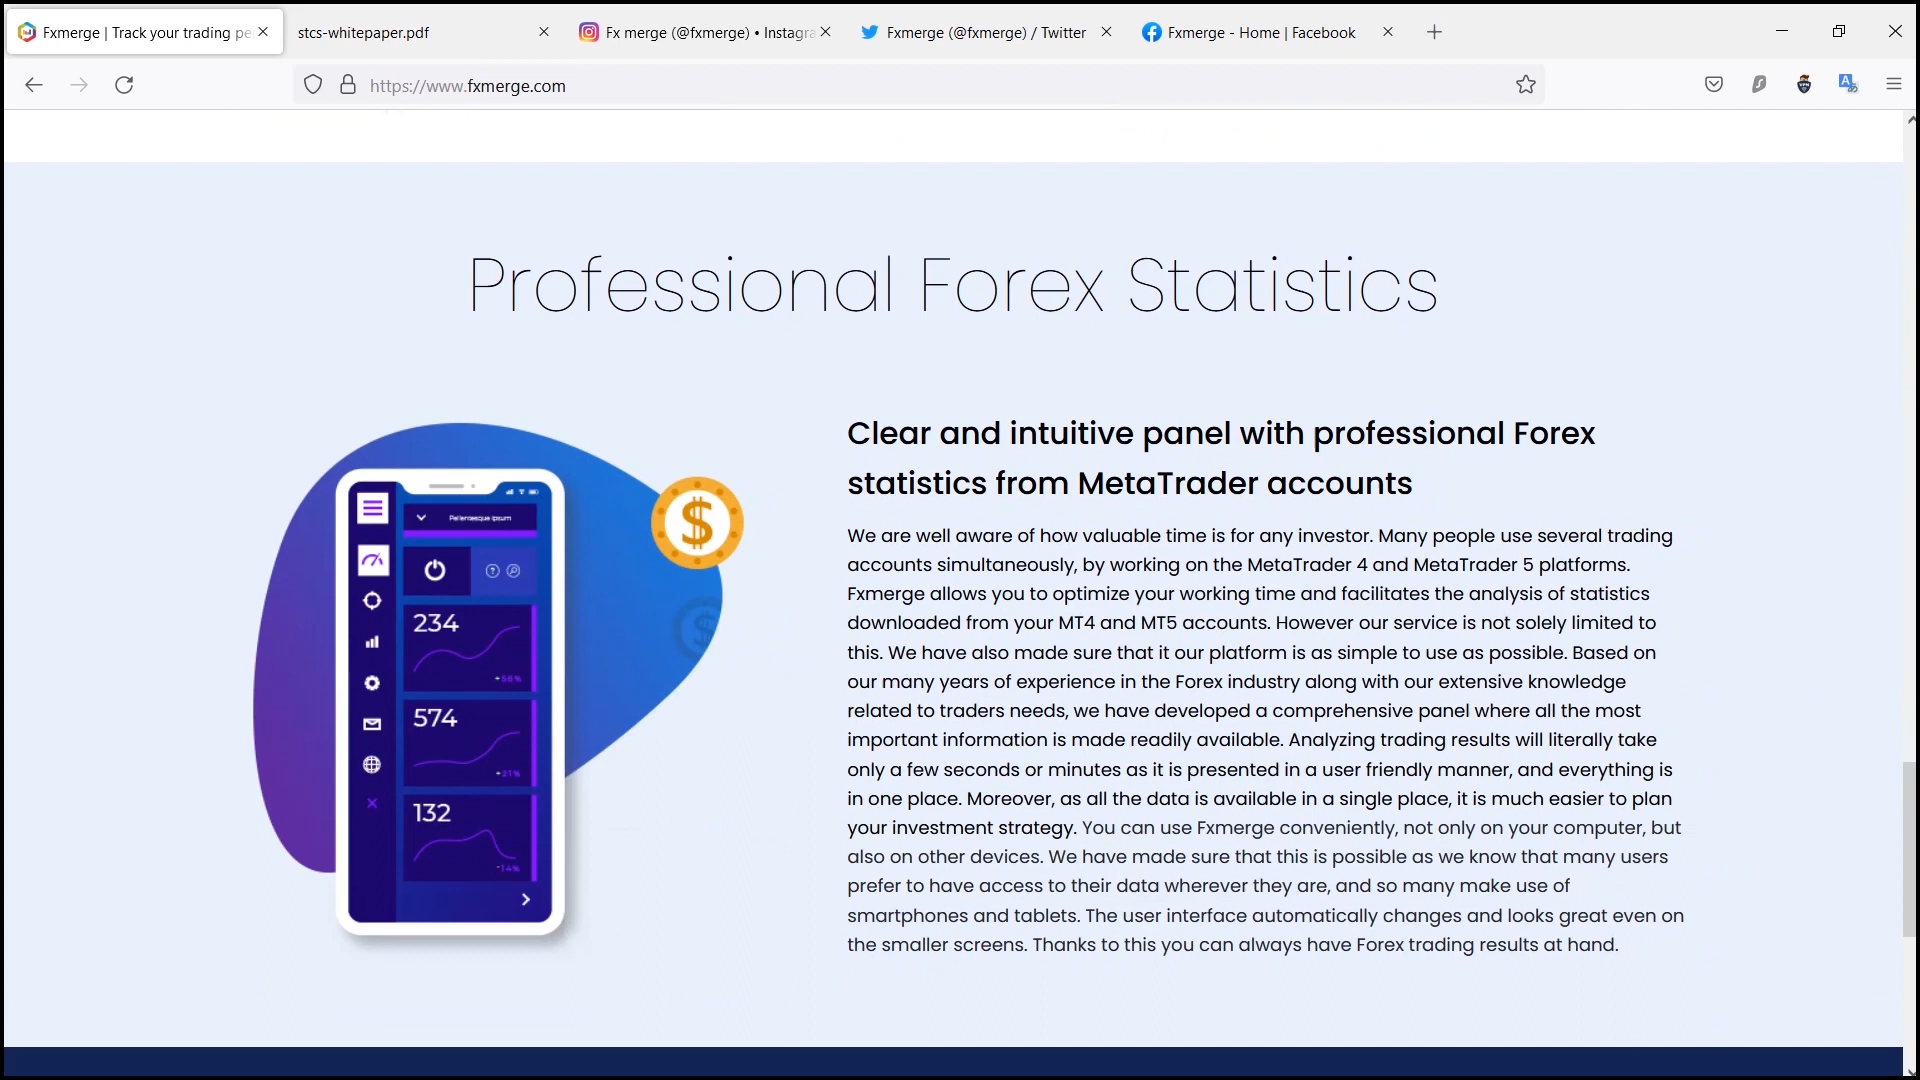 Fxmerge | Track your trading pe
stcs-whitepaper.pdf
Fx merge (@fxmerge) • Instagra
Fxmerge (@fxmerge) / Twitter
Fxmerge - Home | Facebook
https://www.fxmerge.com
Professional Forex Statistics
Clear and intuitive panel with professional Forex
statistics from MetaTrader accounts
We are well aware of how valuable time is for any investor. Many people use several trading
accounts simultaneously, by working on the MetaTrader 4 and MetaTrader 5 platforms.
Fxmerge allows you to optimize your working time and facilitates the analysis of statistics
downloaded from your MT4 and MT5 accounts. However our service is not solely limited to
this. We have also made sure that it our platform is as simple to use as possible. Based on
our many years of experience in the Forex industry along with our extensive knowledge
related to traders needs, we have developed a comprehensive panel where all the most
important information is made readily available. Analyzing trading results will literally take
only a few seconds or minutes as it is presented in a user friendly manner, and everything is
in one place. Moreover, as all the data is available in a single place, it is much easier to plan
your investment strategy. You can use Fxmerge conveniently, not only on your computer, but
also on other devices. We have made sure that this is possible as we know that many users
prefer to have access to their data wherever they are, and so many make use of
smartphones and tablets. The user interface automatically changes and looks great even on
the smaller screens. Thanks to this you can always have Forex trading results at hand.
Pellentesque ipsum
234
+56%
574
+21%
132
-14%